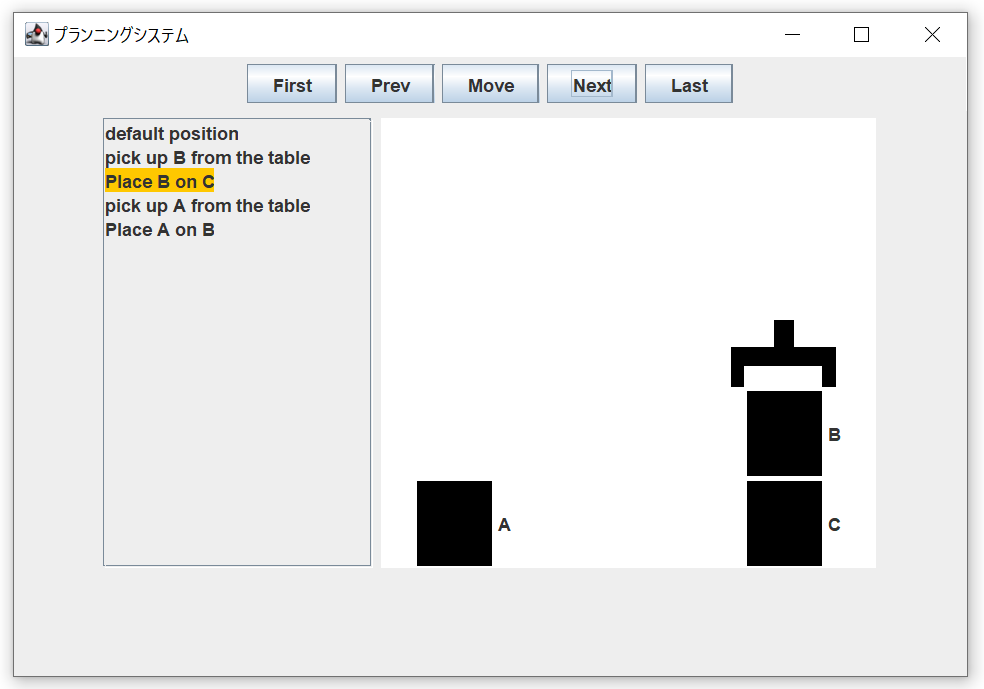 プランニングシステム
First Prev Move Next Last
default position
pick up B from the table
Place B on C
pick up A from the table
Place A on B
B
A
C